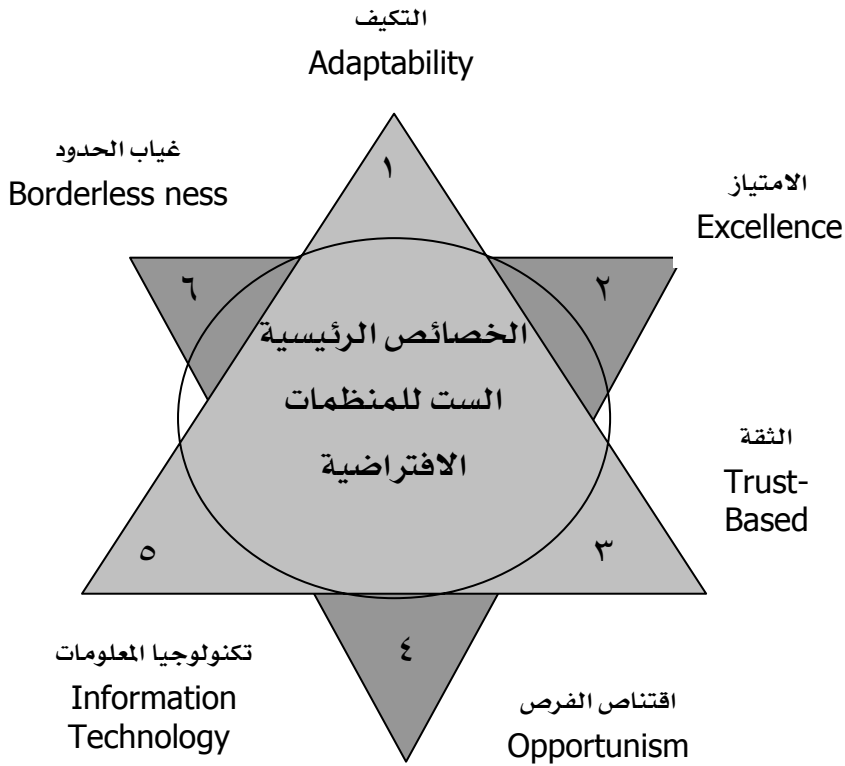 التكيف
Adaptability
غياب الحدود
Borderless ness
الامتياز
Excellence
١
٦
٢
الخصائص الرئيسية
الست للمنظمات
الافتراضية
الثقة
Trust-
Based
٥
٣
٤
تكنولوجيا المعلومات
Information
Technology
اقتناص الفرص
Opportunism